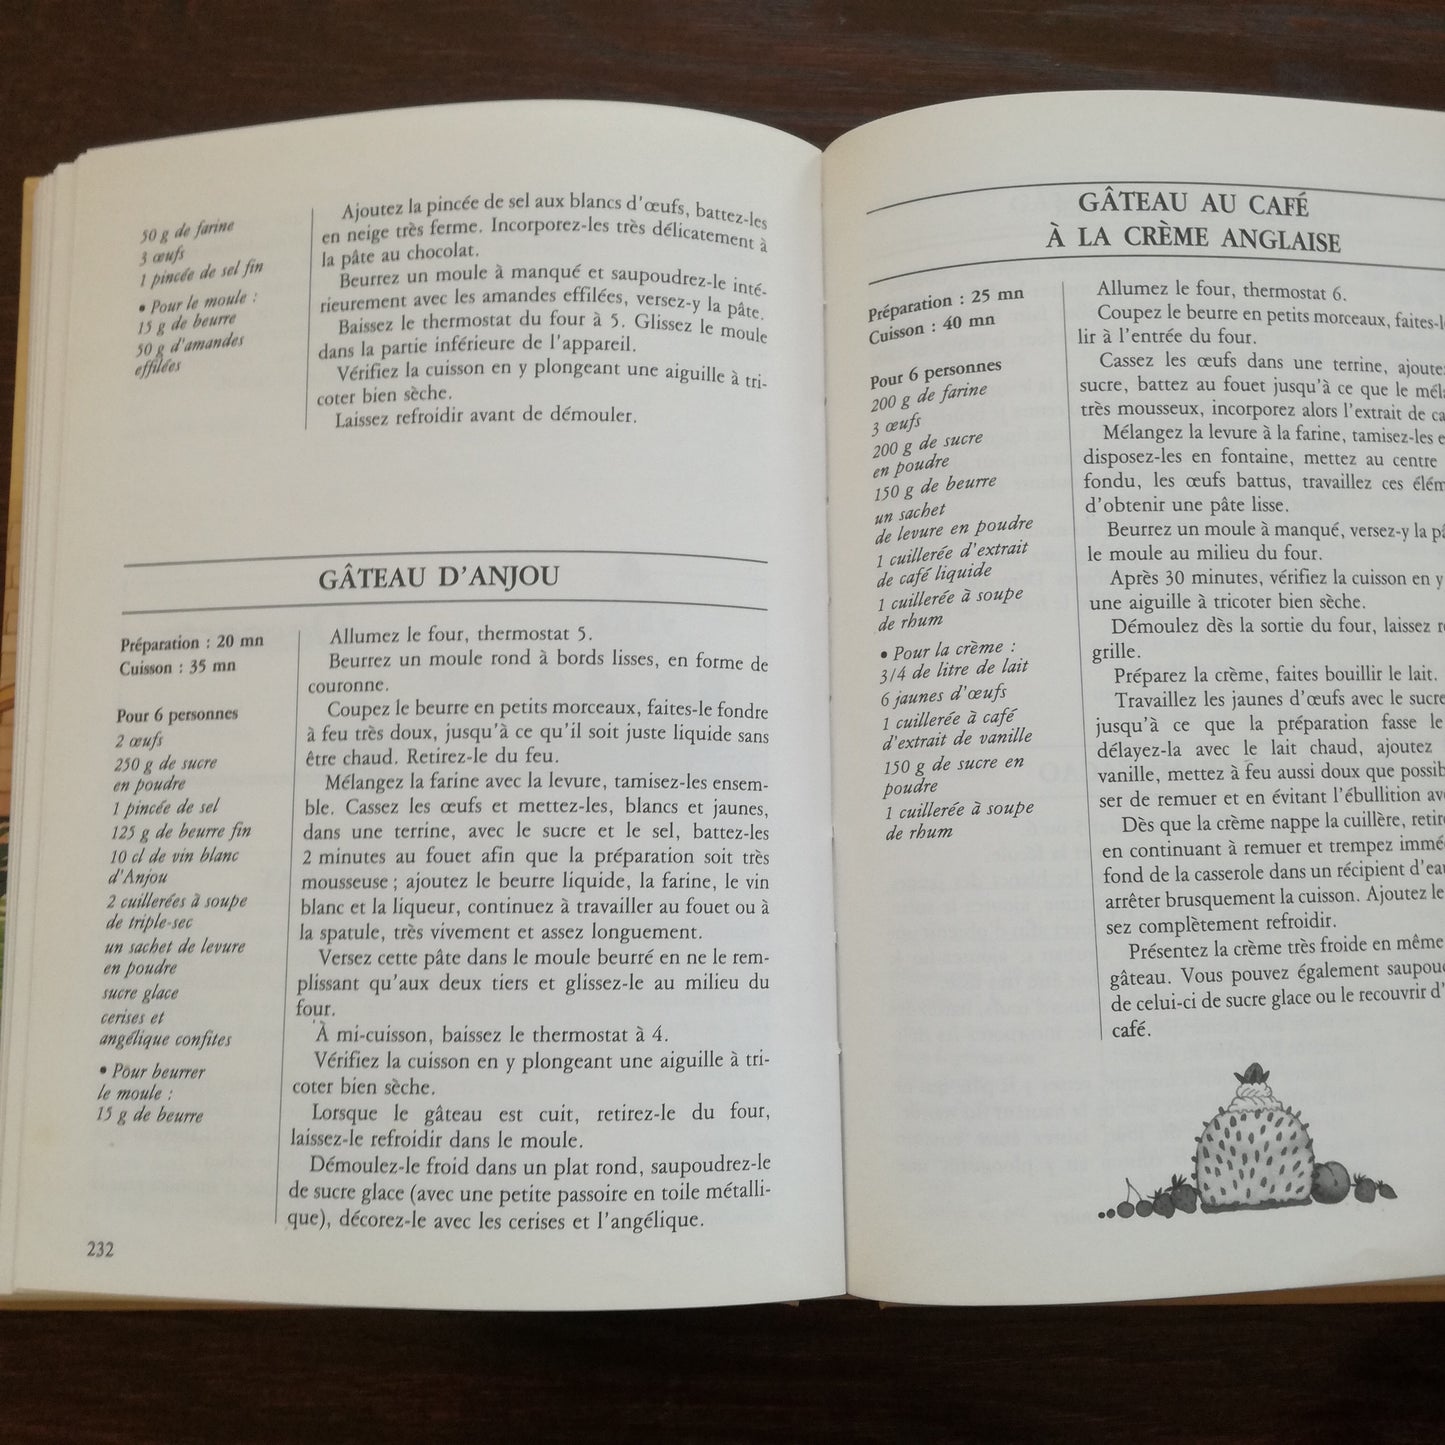 50 g de farine
3 œufs
1 pincée de sel fin
• Pour le moule :
15 g de beurre
50 g d'amandes
effilées
Ajoutez la pincée de sel aux blancs d'œufs, battez-les
en neige très ferme. Incorporez-les très délicatement à
la pâte au chocolat.
Beurrez un moule à manqué et saupoudrez-le inté-
rieurement avec les amandes effilées, versez-y la pâte.
Baissez le thermostat du four à 5. Glissez le moule
dans la partie inférieure de l'appareil.
Vérifiez la cuisson en y plongeant une aiguille à tri-
coter bien sèche.
Laissez refroidir avant de démouler.
GÂTEAU D'ANJOU
Préparation : 20 mn
Cuisson : 35 mn
Pour 6 personnes
2 œufs
250 g de sucre
en poudre
1 pincée de sel
125 g de beurre fin
10 cl de vin blanc
d'Anjou
2 cuillerées à soupe
de triple-sec
un sachet de levure
en poudre
sucre glace
cerises et
angélique confites
• Pour beurrer
le moule :
15 g de beurre
Allumez le four, thermostat 5.
Beurrez un moule rond à bords lisses, en forme de
couronne.
Coupez le beurre en petits morceaux, faites-le fondre
à feu très doux, jusqu'à ce qu'il soit juste liquide sans
être chaud. Retirez-le du feu.
Mélangez la farine avec la levure, tamisez-les ensem-
ble. Cassez les œufs et mettez-les, blancs et jaunes,
dans une terrine, avec le sucre et le sel, battez-les
2 minutes au fouet afin que la préparation soit très
mousseuse ; ajoutez le beurre liquide, la farine, le vin
blanc et la liqueur, continuez à travailler au fouet ou à
la spatule, très vivement et assez longuement.
Versez cette pâte dans le moule beurré en ne le rem-
plissant qu'aux deux tiers et glissez-le au milieu du
four.
À mi-cuisson, baissez le thermostat à 4.
Vérifiez la cuisson en y plongeant une aiguille à tri-
coter bien sèche.
Lorsque le gâteau est cuit, retirez-le du four,
laissez-le refroidir dans le moule.
Démoulez-le froid dans un plat rond, saupoudrez-le
de sucre glace (avec une petite passoire en toile métalli-
que), décorez-le avec les cerises et l'angélique.
232
GÂTEAU AU CAFÉ
À LA CRÈME ANGLAISE
Préparation : 25 mn
Cuisson : 40 mn
Pour 6 personnes
200 g de farine
3 œufs
200 g de sucre
en poudre
150 g de beurre
un sachet
de levure en poudre
1 cuillerée d'extrait
de café liquide
1 cuillerée à soupe
de rhum
• Pour la crème :
3/4 de litre de lait
6 jaunes d'œufs
1 cuillerée à café
d'extrait de vanille
150 g de sucre en
poudre
1 cuillerée à soupe
de rhum
Allumez le four, thermostat 6.
Coupez le beurre en petits morceaux, faites-l
lir à l'entrée du four.
Cassez les œufs dans une terrine, ajoute
sucre, battez au fouet jusqu'à ce que le mél
très mousseux, incorporez alors l'extrait de ca
Mélangez la levure à la farine, tamisez-les e
disposez-les en fontaine, mettez au centre
fondu, les œufs battus, travaillez ces élém
d'obtenir une pâte lisse.
Beurrez un moule à manqué, versez-y la p
le moule au milieu du four.
Après 30 minutes, vérifiez la cuisson en y
une aiguille à tricoter bien sèche.
Démoulez dès la sortie du four, laissez r
grille.
Préparez la crème, faites bouillir le lait.
Travaillez les jaunes d'œufs avec le sucre
jusqu'à ce que la préparation fasse le
délayez-la avec le lait chaud, ajoutez
vanille, mettez à feu aussi doux que possib
ser de remuer et en évitant l'ébullition av
Dès que la crème nappe la cuillère, retir
en continuant à remuer et trempez immé
fond de la casserole dans un récipient d'ea
arrêter brusquement la cuisson. Ajoutez le
sez complètement refroidir.
Présentez la crème très froide en même
gâteau. Vous pouvez également saupou
de celui-ci de sucre glace ou le recouvrir d'
café.